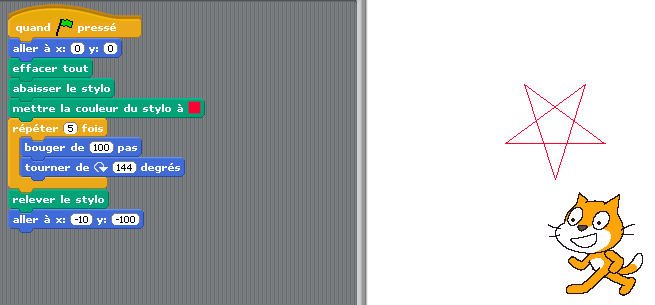 quand pressé
aller à x: 0 y: 0
effacer tout
abaisser le stylo
mettre la couleur du stylo à
répéter 5 fois
bouger de 100 pas
tourner de 144 degrés
relever le stylo
aller à x: -10 y: -100